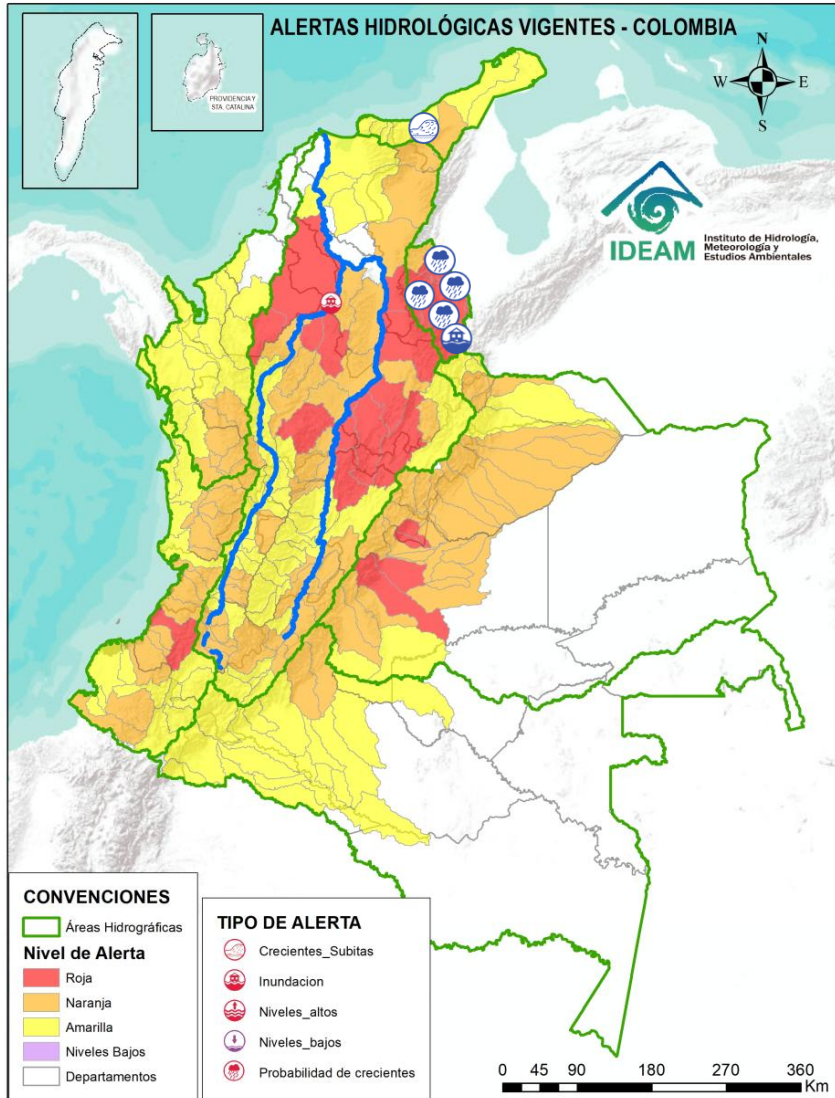 ALERTAS HIDROLÓGICAS VIGENTES - COLOMBIA
PROVIDENCIA Y
STA. CATALINA
N
W
E
S
IDEAM
Instituto de Hidrología,
Meteorología y
Estudios Ambientales
CONVENCIONES
Áreas Hidrográficas
Nivel de Alerta
Roja
Naranja
Amarilla
Niveles Bajos
Departamentos
TIPO DE ALERTA
Crecientes_Subitas
Inundacion
Niveles_altos
Niveles_bajos
Probabilidad de crecientes
0 45 90 180 270 360
Km